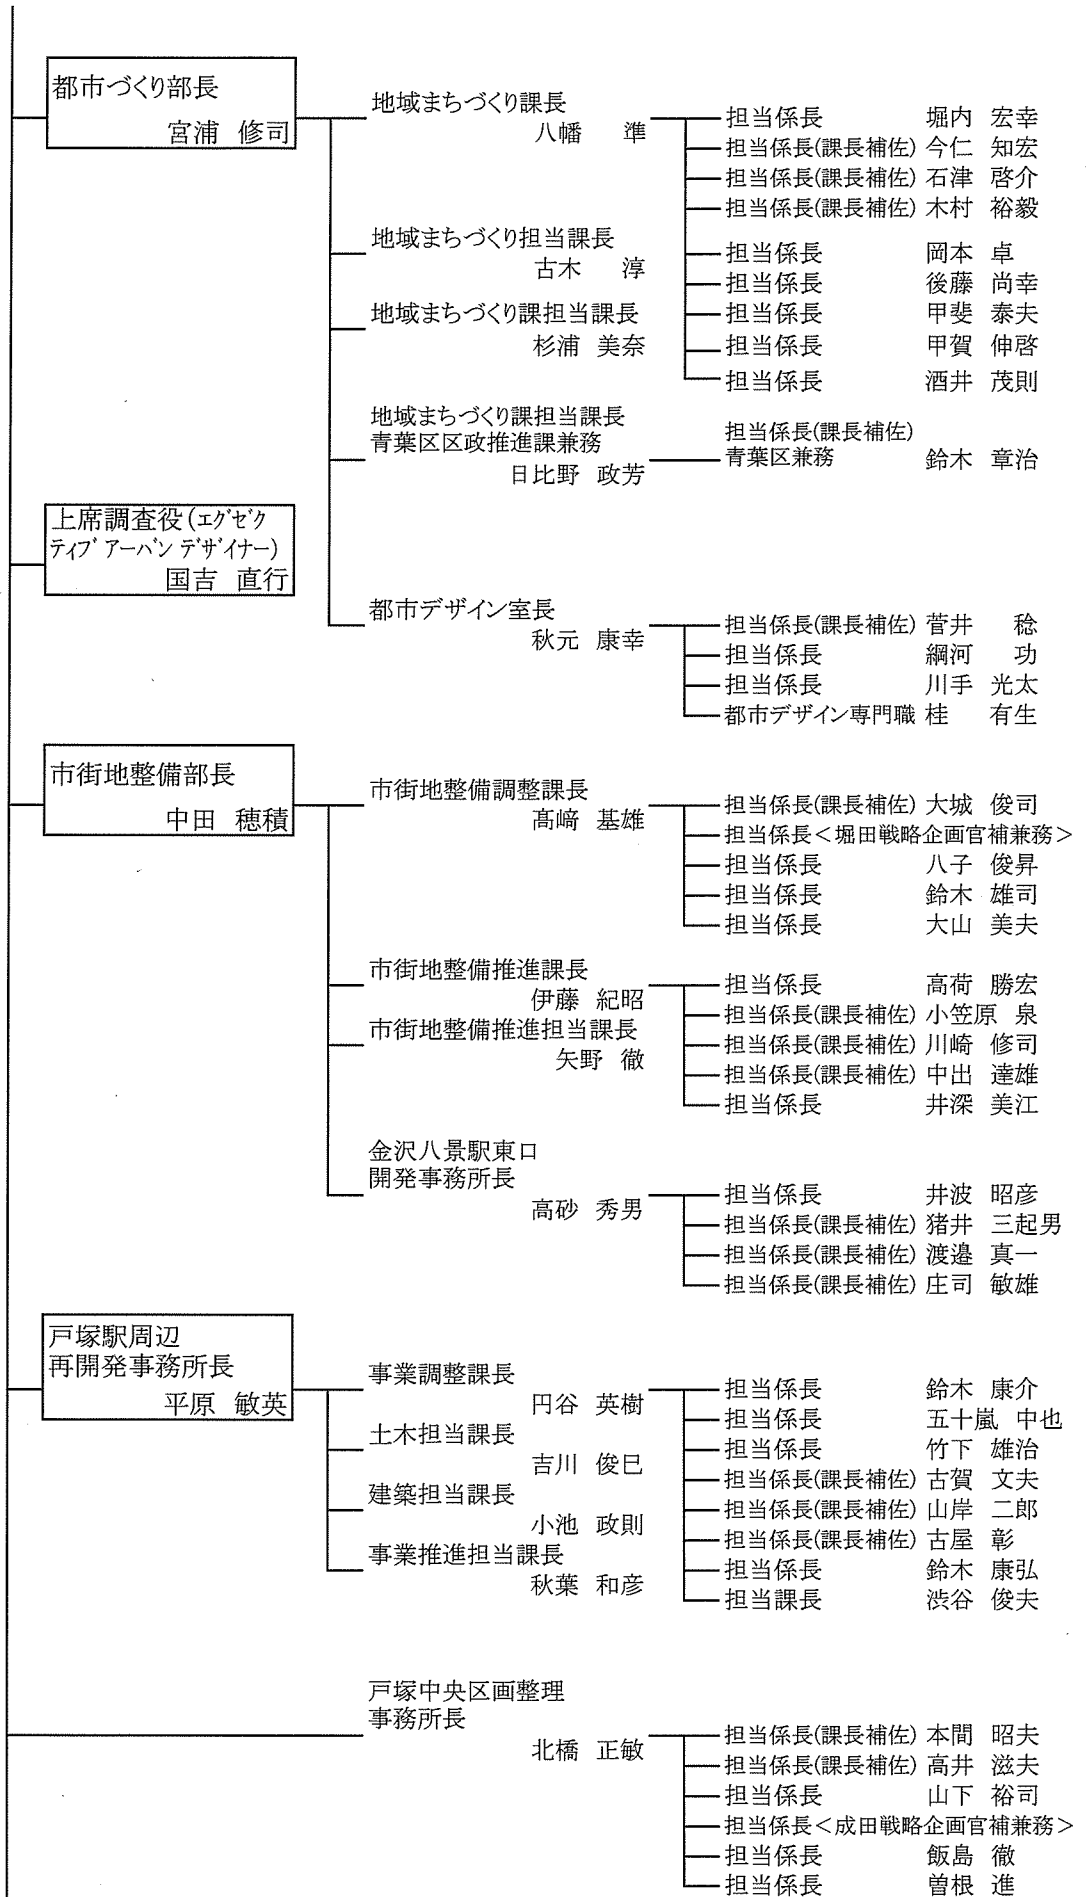 都市づくり部長
宮浦 修司
地域まちづくり課長
八幡 準
担当係長 堀内 宏幸
担当係長(課長補佐) 今仁 知宏
担当係長(課長補佐) 石津 啓介
担当係長(課長補佐) 木村 裕毅
地域まちづくり担当課長
古木 淳
担当係長 岡本 卓
担当係長 後藤 尚幸
地域まちづくり課担当課長
杉浦 美奈
担当係長 甲斐 泰夫
担当係長 甲賀 伸啓
担当係長 酒井 茂則
地域まちづくり課担当課長
青葉区区政推進課兼務
日比野 政芳
担当係長(課長補佐)
青葉区兼務 鈴木 章治
上席調査役(エグゼク
ティブ アーバン デザイナー)
国吉 直行
都市デザイン室長
秋元 康幸
担当係長(課長補佐) 菅井 稔
担当係長 綱河 功
担当係長 川手 光太
都市デザイン専門職 桂 有生
市街地整備部長
中田 穂積
市街地整備調整課長
髙﨑 基雄
担当係長(課長補佐) 大城 俊司
担当係長<堀田戦略企画官補兼務>
担当係長 八子 俊昇
担当係長 鈴木 雄司
担当係長 大山 美夫
市街地整備推進課長
伊藤 紀昭
市街地整備推進担当課長
矢野 徹
担当係長 高荷 勝宏
担当係長(課長補佐) 小笠原 泉
担当係長(課長補佐) 川崎 修司
担当係長(課長補佐) 中出 達雄
担当係長 井深 美江
金沢八景駅東口
開発事務所長
高砂 秀男
担当係長 井波 昭彦
担当係長(課長補佐) 猪井 三起男
担当係長(課長補佐) 渡邉 真一
担当係長(課長補佐) 庄司 敏雄
戸塚駅周辺
再開発事務所長
平原 敏英
事業調整課長
円谷 英樹
土木担当課長
吉川 俊巳
建築担当課長
小池 政則
事業推進担当課長
秋葉 和彦
担当係長 鈴木 康介
担当係長 五十嵐 中也
担当係長 竹下 雄治
担当係長(課長補佐) 古賀 文夫
担当係長(課長補佐) 山岸 二郎
担当係長(課長補佐) 古屋 彰
担当係長 鈴木 康弘
担当課長 渋谷 俊夫
戸塚中央区画整理
事務所長
北橋 正敏
担当係長(課長補佐) 本間 昭夫
担当係長(課長補佐) 高井 滋夫
担当係長 山下 裕司
担当係長<成田戦略企画官補兼務>
担当係長 飯島 徹
担当係長 曽根 進